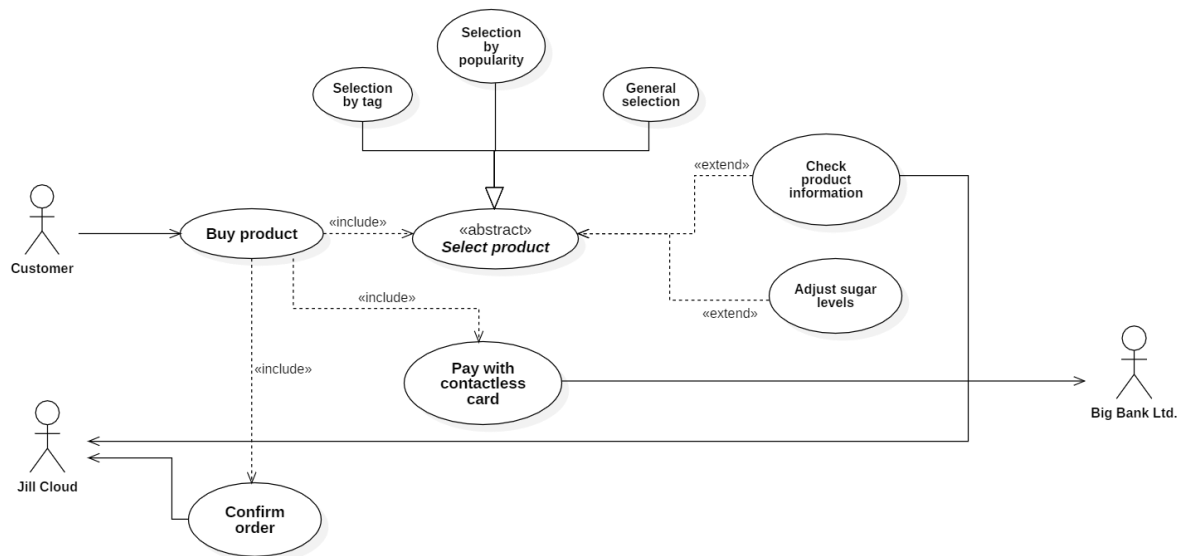 Selection
by
popularity
Selection
by tag
General
selection
«extend»
Check
product
information
«include»
«abstract»
Select product
Buy product
Customer
Adjust sugar
levels
«include»
«extend»
Pay with
contactless
card
«include»
Big Bank Ltd.
Jill Cloud
Confirm
order